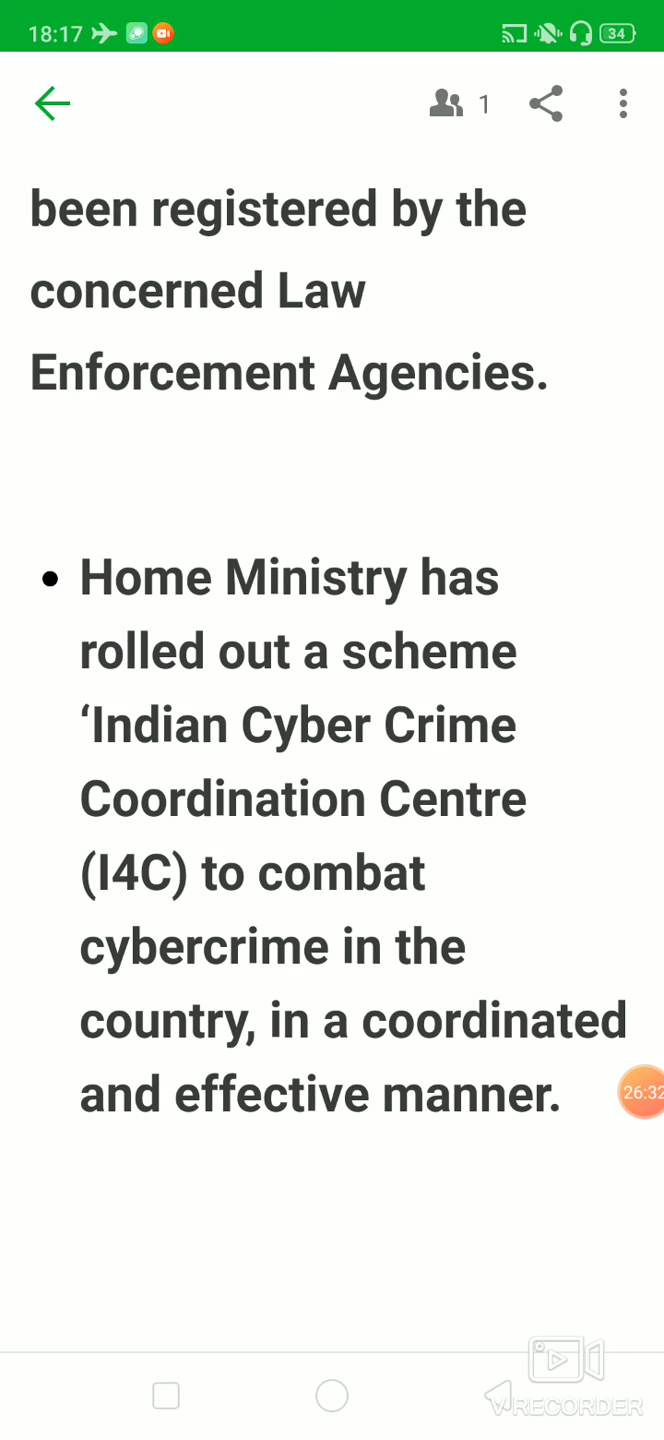 18:17
34
1
been registered by the
concerned Law
Enforcement Agencies.
• Home Ministry has
rolled out a scheme
‘Indian Cyber Crime
Coordination Centre
(I4C) to combat
cybercrime in the
country, in a coordinated
and effective manner.
26:32
VRECORDER